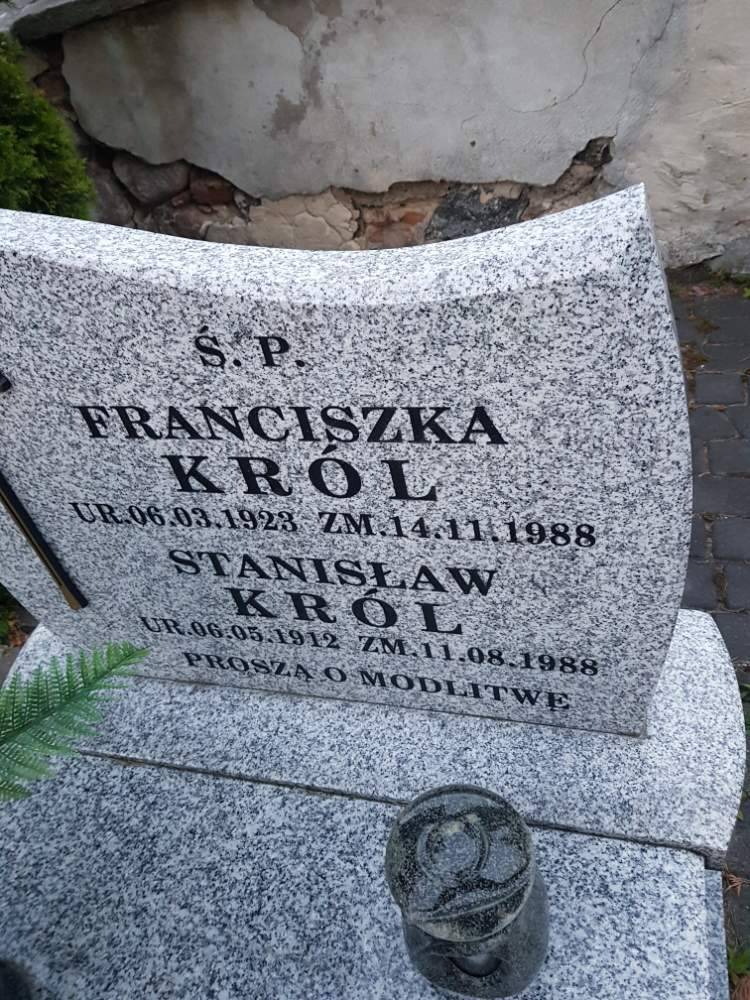 Ś. P.
FRANCISZKA
KRÓL
UR.06.03.1923 ZM.14.11.1988
STANISŁAW
KRÓL
UR.06.05.1912 ZM.11.08.1988
PROSZĄ O MODLITWĘ